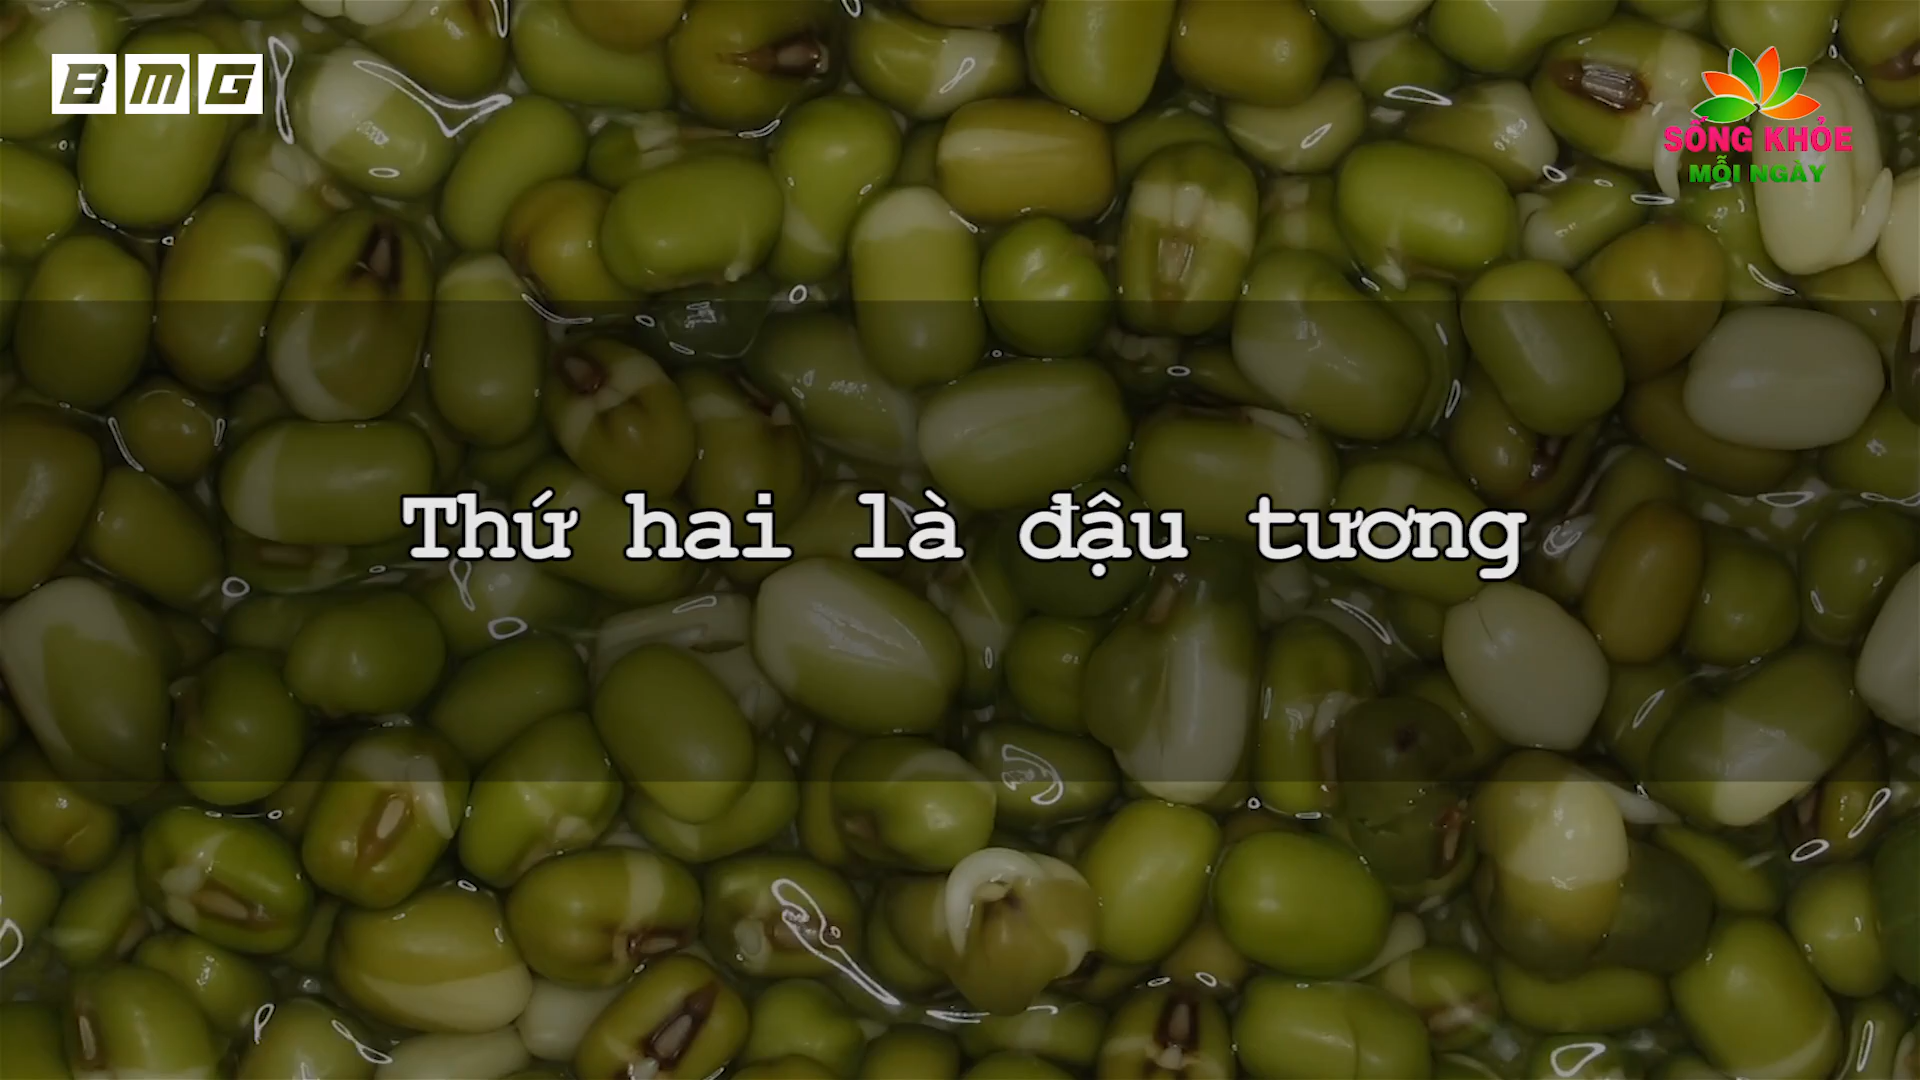 BMG
SỐNG KHỎE
MỖI NGÀY
Thứ hai là đậu tương